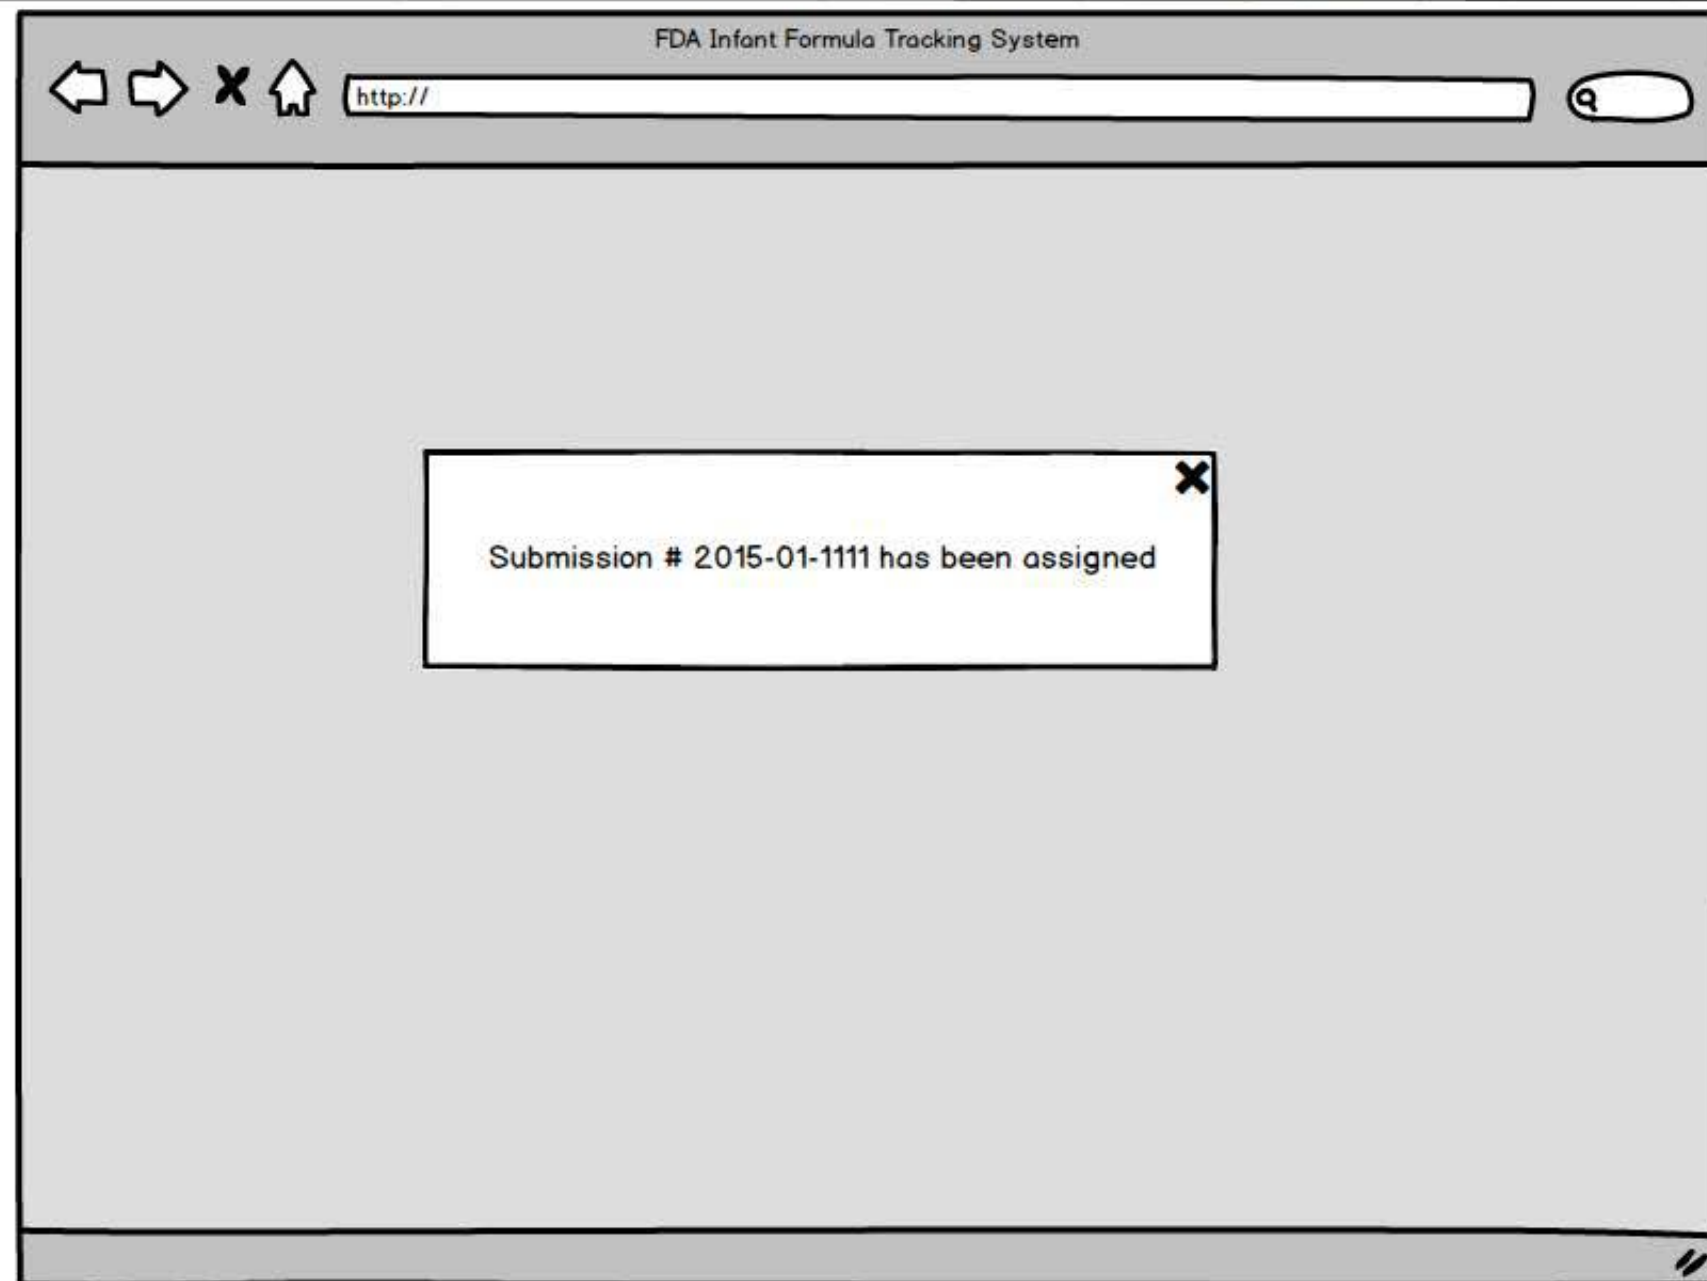 FDA Infant Formula Tracking System
http://
Submission # 2015-01-1111 has been assigned